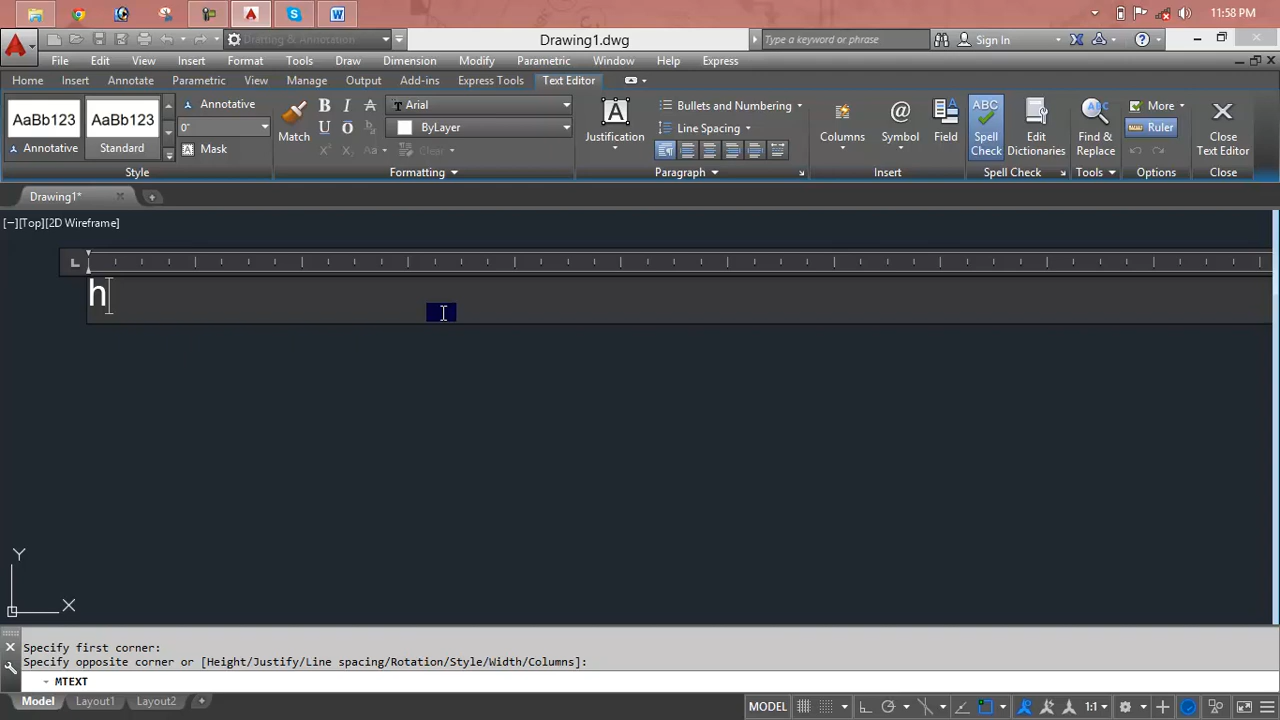 11:58 PM
Drafting & Annotation
Drawing1.dwg
Type a keyword or phrase
Sign In
File Edit View Insert Format Tools Draw Dimension Modify Parametric Window Help Express
Home Insert Annotate Parametric View Manage Output Add-ins Express Tools Text Editor
AaBb123 AaBb123 Annotative
Annotative Standard
0"
Mask
Match
B I A Arial
U O ByLayer
Aa Clear
Justification
Bullets and Numbering
Line Spacing
Columns
@ Symbol
Field
ABC Spell Check
Edit Dictionaries
Find & Replace
More
Ruler
Close Text Editor
Style Formatting Paragraph Insert Spell Check Tools Options Close
Drawing1*
[−][Top][2D Wireframe]
h
Y
X
Specify first corner:
Specify opposite corner or [Height/Justify/Line spacing/Rotation/Style/Width/Columns]:
MTEXT
Model Layout1 Layout2 +
MODEL 1:1